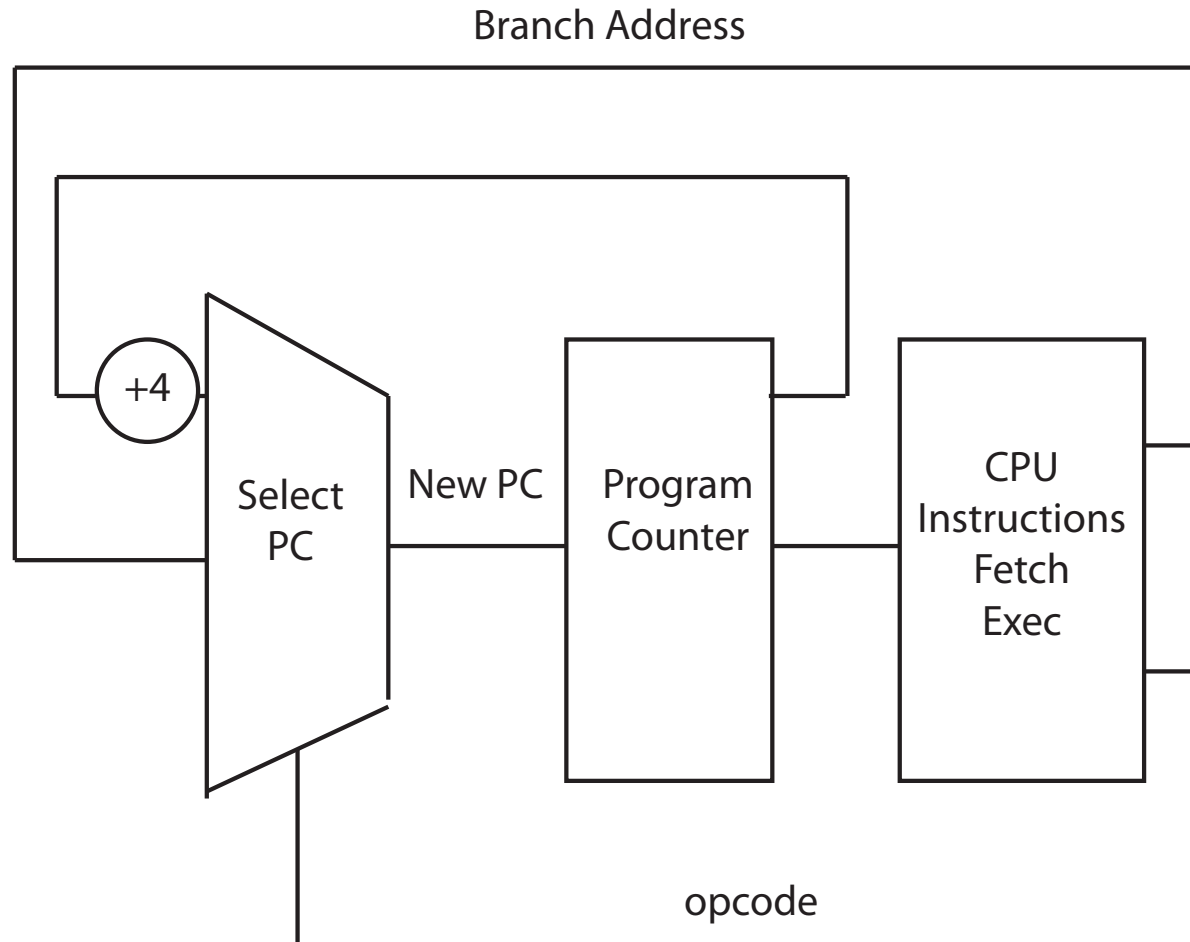 Branch Address
+4
Select
PC
New PC
Program
Counter
CPU
Instructions
Fetch
Exec
opcode